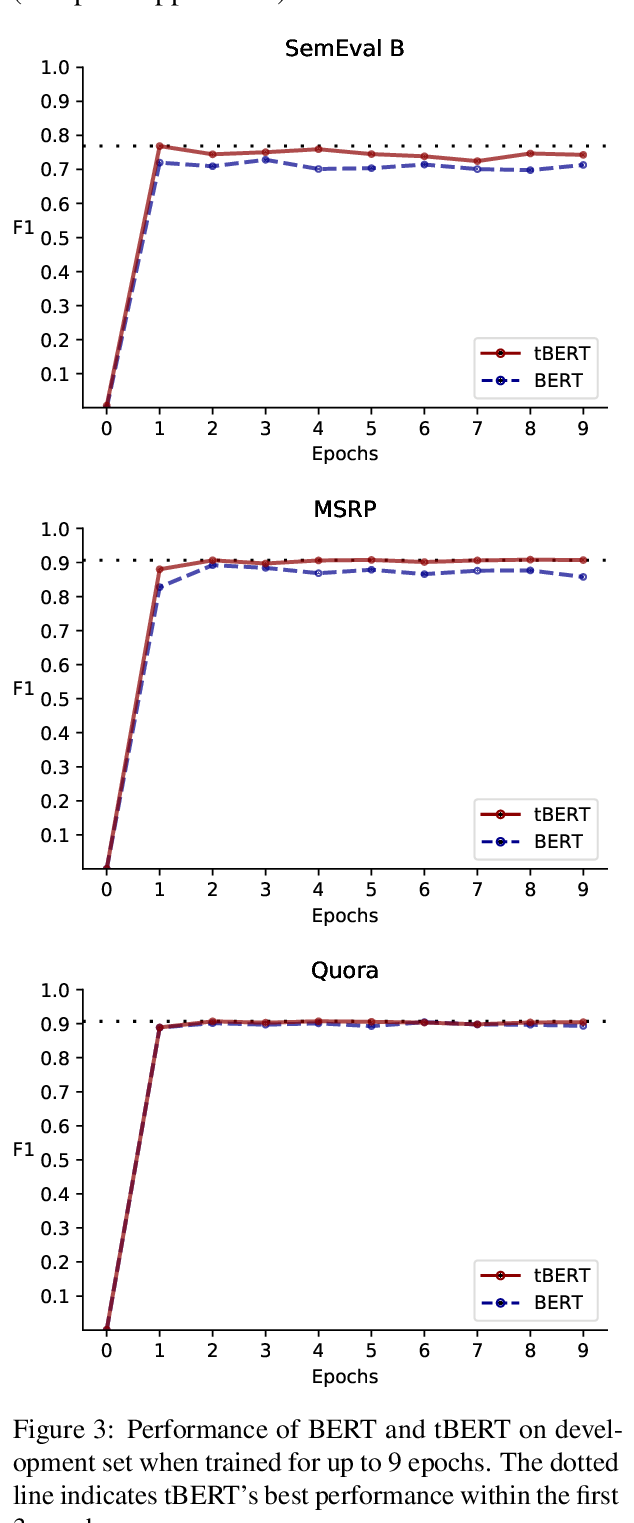 SemEval B
1.0
0.9
0.8
0.7
0.6
F1 0.5
0.4
0.3
0.2
0.1
tBERT
BERT
0 1 2 3 4 5 6 7 8 9
Epochs
MSRP
1.0
0.9
0.8
0.7
0.6
F1 0.5
0.4
0.3
0.2
0.1
tBERT
BERT
0 1 2 3 4 5 6 7 8 9
Epochs
Quora
1.0
0.9
0.8
0.7
0.6
F1 0.5
0.4
0.3
0.2
0.1
tBERT
BERT
0 1 2 3 4 5 6 7 8 9
Epochs
Figure 3: Performance of BERT and tBERT on devel-
opment set when trained for up to 9 epochs. The dotted
line indicates tBERT's best performance within the first